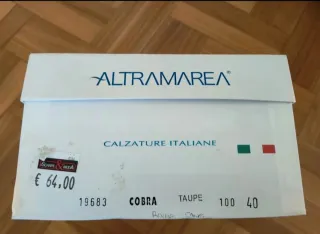 ALTRAMAREA®
CALZATURE ITALIANE
€ 64.00
19683 COBRA TAUPE 100 40